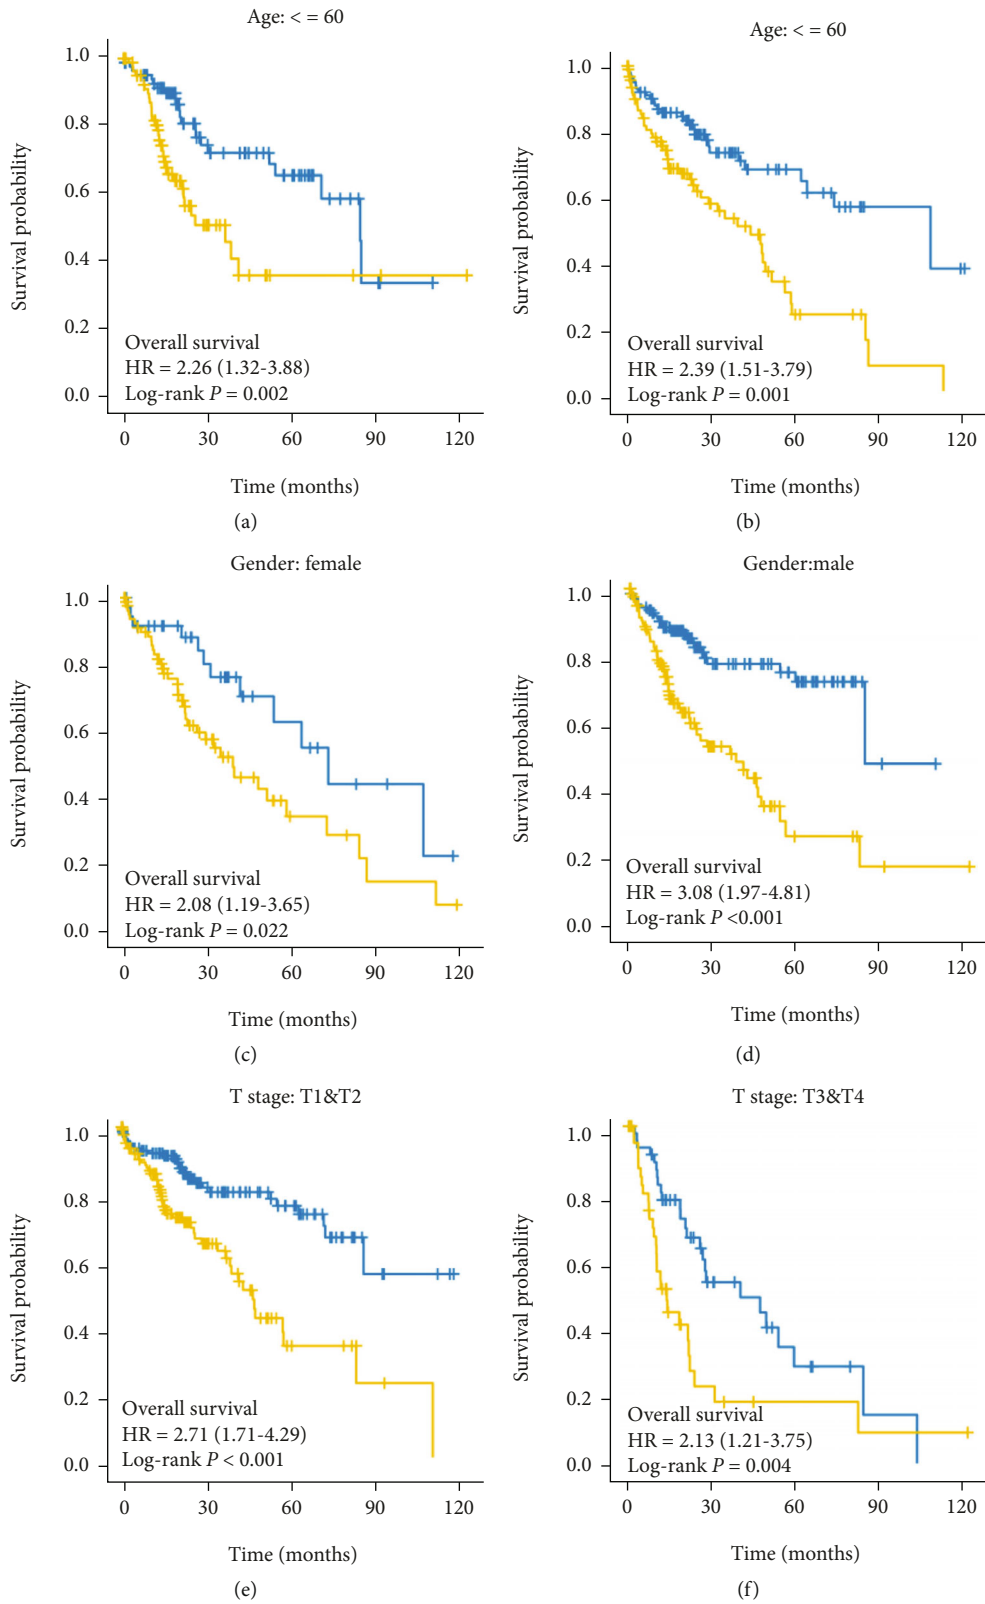 Age: < = 60
Survival probability
1.0
0.8
0.6
0.4
0.2
0.0
Overall survival
HR = 2.26 (1.32-3.88)
Log-rank P = 0.002
0 30 60 90 120
Time (months)
(a)
Age: < = 60
Survival probability
1.0
0.8
0.6
0.4
0.2
0.0
Overall survival
HR = 2.39 (1.51-3.79)
Log-rank P = 0.001
0 30 60 90 120
Time (months)
(b)
Gender: female
Survival probability
1.0
0.8
0.6
0.4
0.2
0.0
Overall survival
HR = 2.08 (1.19-3.65)
Log-rank P = 0.022
0 30 60 90 120
Time (months)
(c)
Gender:male
Survival probability
1.0
0.8
0.6
0.4
0.2
0.0
Overall survival
HR = 3.08 (1.97-4.81)
Log-rank P <0.001
0 30 60 90 120
Time (months)
(d)
T stage: T1&T2
Survival probability
1.0
0.8
0.6
0.4
0.2
0.0
Overall survival
HR = 2.71 (1.71-4.29)
Log-rank P < 0.001
0 30 60 90 120
Time (months)
(e)
T stage: T3&T4
Survival probability
1.0
0.8
0.6
0.4
0.2
0.0
Overall survival
HR = 2.13 (1.21-3.75)
Log-rank P = 0.004
0 30 60 90 120
Time (months)
(f)